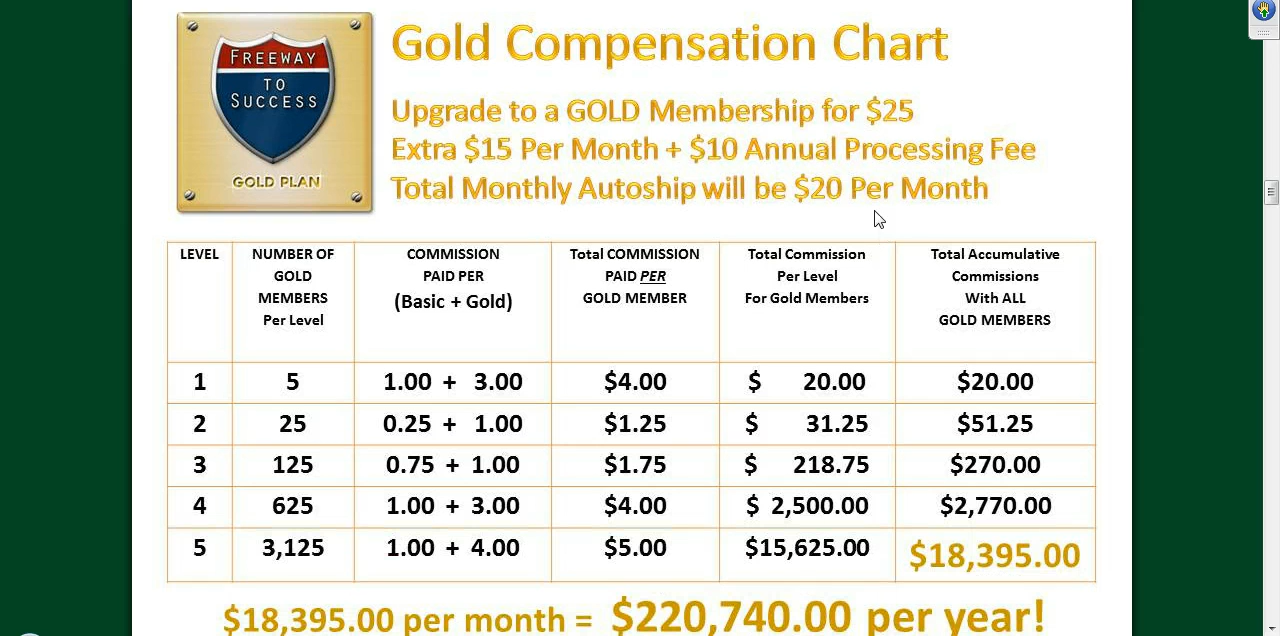 FREEWAY
TO
SUCCESS
GOLD PLAN
Gold Compensation Chart
Upgrade to a GOLD Membership for $25
Extra $15 Per Month + $10 Annual Processing Fee
Total Monthly Autoship will be $20 Per Month
LEVEL
NUMBER OF
GOLD
MEMBERS
Per Level
COMMISSION
PAID PER
(Basic + Gold)
Total COMMISSION
PAID PER
GOLD MEMBER
Total Commission
Per Level
For Gold Members
Total Accumulative
Commissions
With ALL
GOLD MEMBERS
1 5 1.00 + 3.00 $4.00 $ 20.00 $20.00
2 25 0.25 + 1.00 $1.25 $ 31.25 $51.25
3 125 0.75 + 1.00 $1.75 $ 218.75 $270.00
4 625 1.00 + 3.00 $4.00 $ 2,500.00 $2,770.00
5 3,125 1.00 + 4.00 $5.00 $15,625.00 $18,395.00
$18,395.00 per month = $220,740.00 per year!